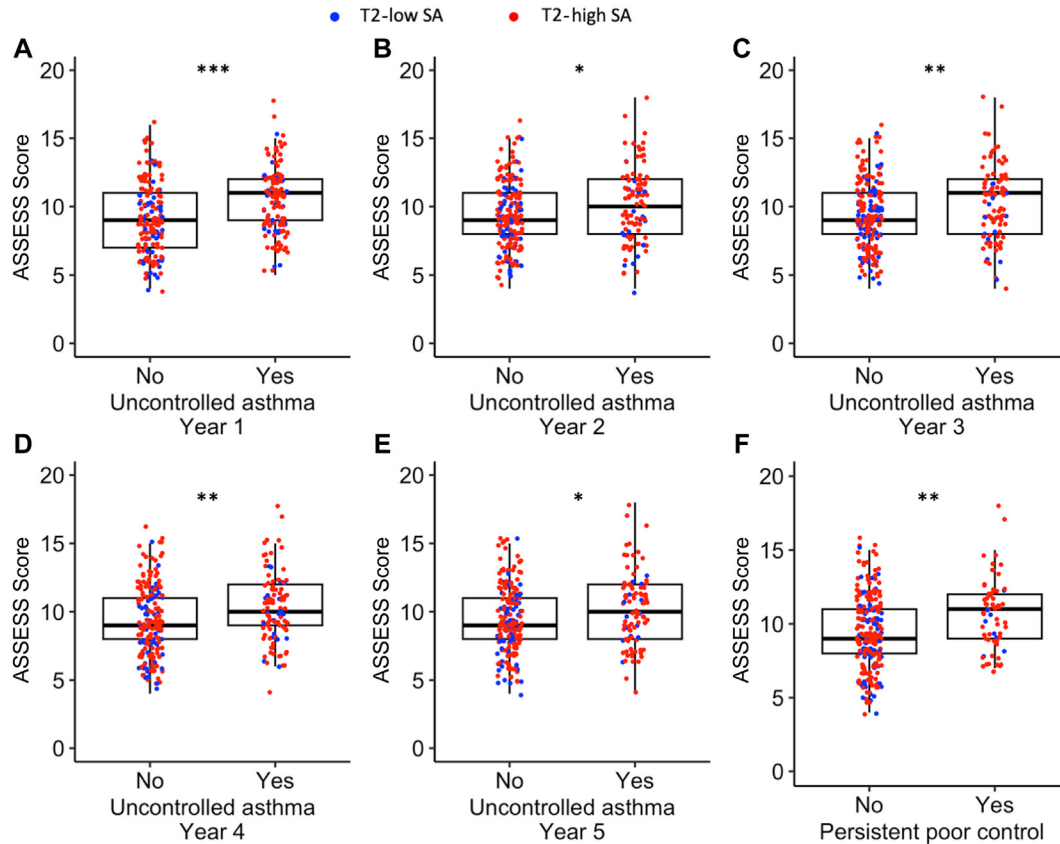 T2-low SA T2-high SA
A
***
ASSESS Score
20
15
10
5
0
No Yes
Uncontrolled asthma
Year 1
B
*
ASSESS Score
20
15
10
5
0
No Yes
Uncontrolled asthma
Year 2
C
**
ASSESS Score
20
15
10
5
0
No Yes
Uncontrolled asthma
Year 3
D
**
ASSESS Score
20
15
10
5
0
No Yes
Uncontrolled asthma
Year 4
E
*
ASSESS Score
20
15
10
5
0
No Yes
Uncontrolled asthma
Year 5
F
**
ASSESS Score
20
15
10
5
0
No Yes
Persistent poor control